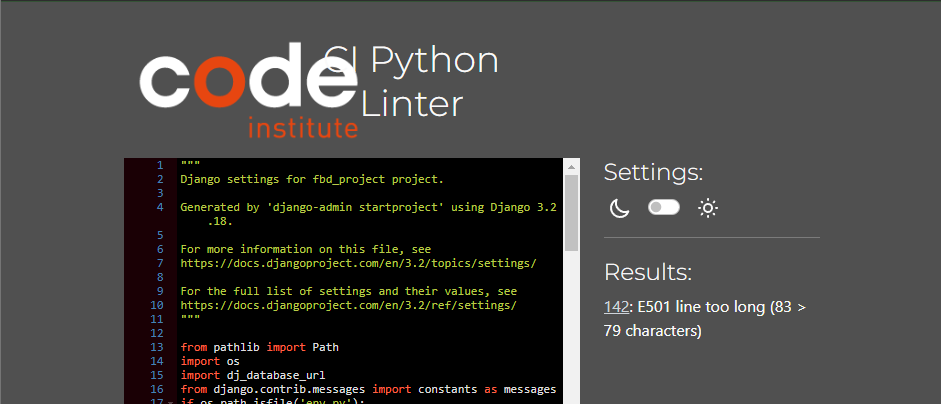 code
institute
CI Python
Linter
1 """
2 Django settings for fbd_project project.
3
4 Generated by 'django-admin startproject' using Django 3.2
.18.
5
6 For more information on this file, see
7 https://docs.djangoproject.com/en/3.2/topics/settings/
8
9 For the full list of settings and their values, see
10 https://docs.djangoproject.com/en/3.2/ref/settings/
11 """
12
13 from pathlib import Path
14 import os
15 import dj_database_url
16 from django.contrib.messages import constants as messages
17 if os.path.isfile('env.py'):
Settings:
Results:
142: E501 line too long (83 >
79 characters)